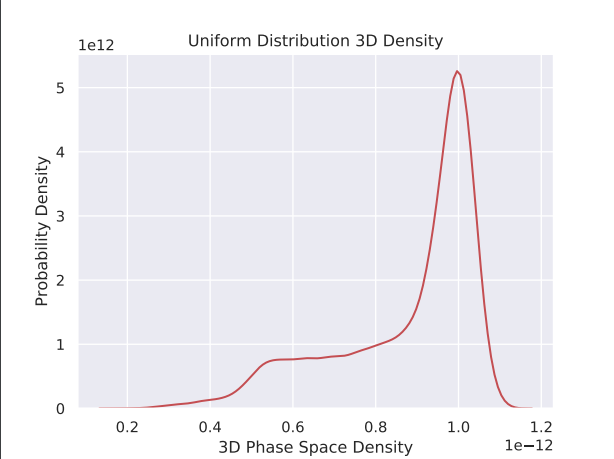 Uniform Distribution 3D Density
1e12
5
4
3
2
1
0
Probability Density
0.2 0.4 0.6 0.8 1.0 1.2
3D Phase Space Density
1e−12